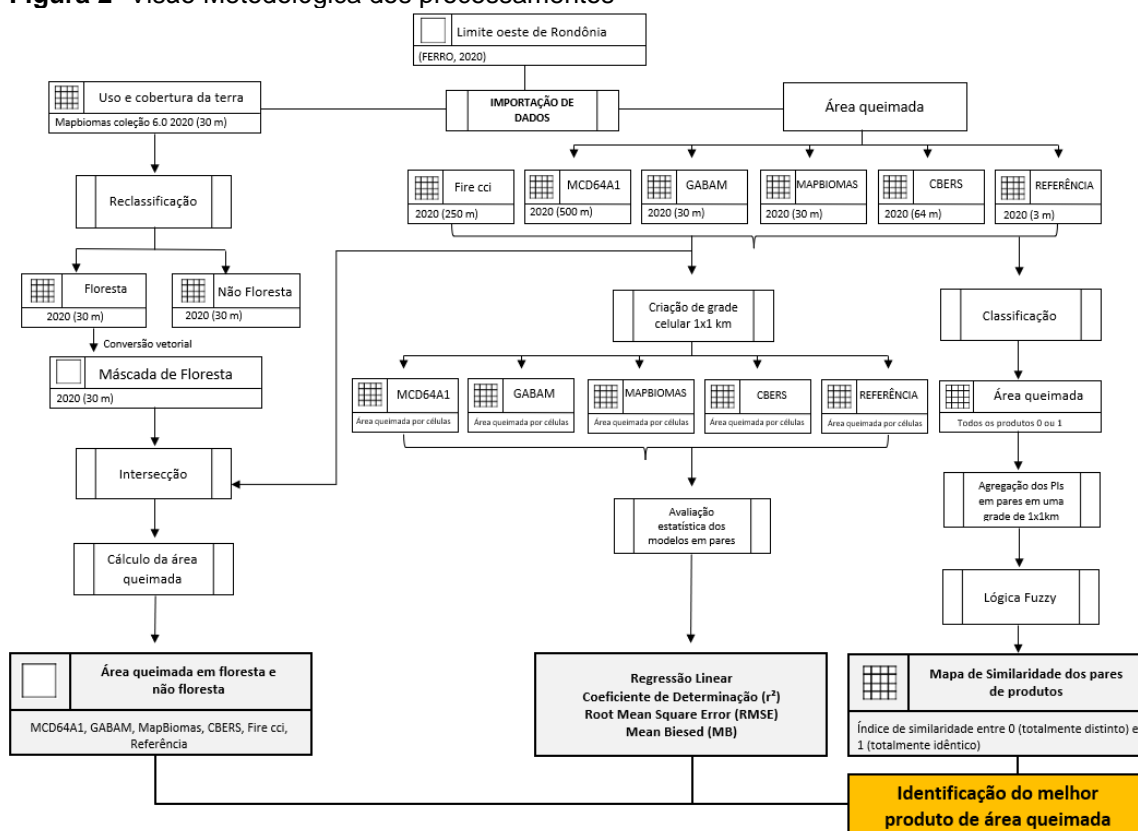 Figura 2 Visão Metodológica dos processamentos
Limite oeste de Rondônia
(FERRO, 2020)
Uso e cobertura da terra
Mapbiomas coleção 6.0 2020 (30 m)
IMPORTAÇÃO DE
DADOS
Área queimada
Reclassificação
Fire cci
2020 (250 m)
MCD64A1
2020 (500 m)
GABAM
2020 (30 m)
MAPBIOMAS
2020 (30 m)
CBERS
2020 (64 m)
REFERÊNCIA
2020 (3 m)
Floresta
2020 (30 m)
Não Floresta
2020 (30 m)
Conversão vetorial
Máscada de Floresta
2020 (30 m)
Criação de grade
celular 1x1 km
Classificação
MCD64A1
Área queimada por células
GABAM
Área queimada por células
MAPBIOMAS
Área queimada por células
CBERS
Área queimada por células
REFERÊNCIA
Área queimada por células
Área queimada
Todos os produtos 0 ou 1
Intersecção
Avaliação
estatística dos
modelos em pares
Agregação dos PIs
em pares em uma
grade de 1x1km
Cálculo da área
queimada
Lógica Fuzzy
Área queimada em floresta e
não floresta
MCD64A1, GABAM, MapBiomas, CBERS, Fire cci,
Referência
Regressão Linear
Coeficiente de Determinação (r²)
Root Mean Square Error (RMSE)
Mean Biesed (MB)
Mapa de Similaridade dos pares
de produtos
Índice de similaridade entre 0 (totalmente distinto) e
1 (totalmente idêntico)
Identificação do melhor
produto de área queimada